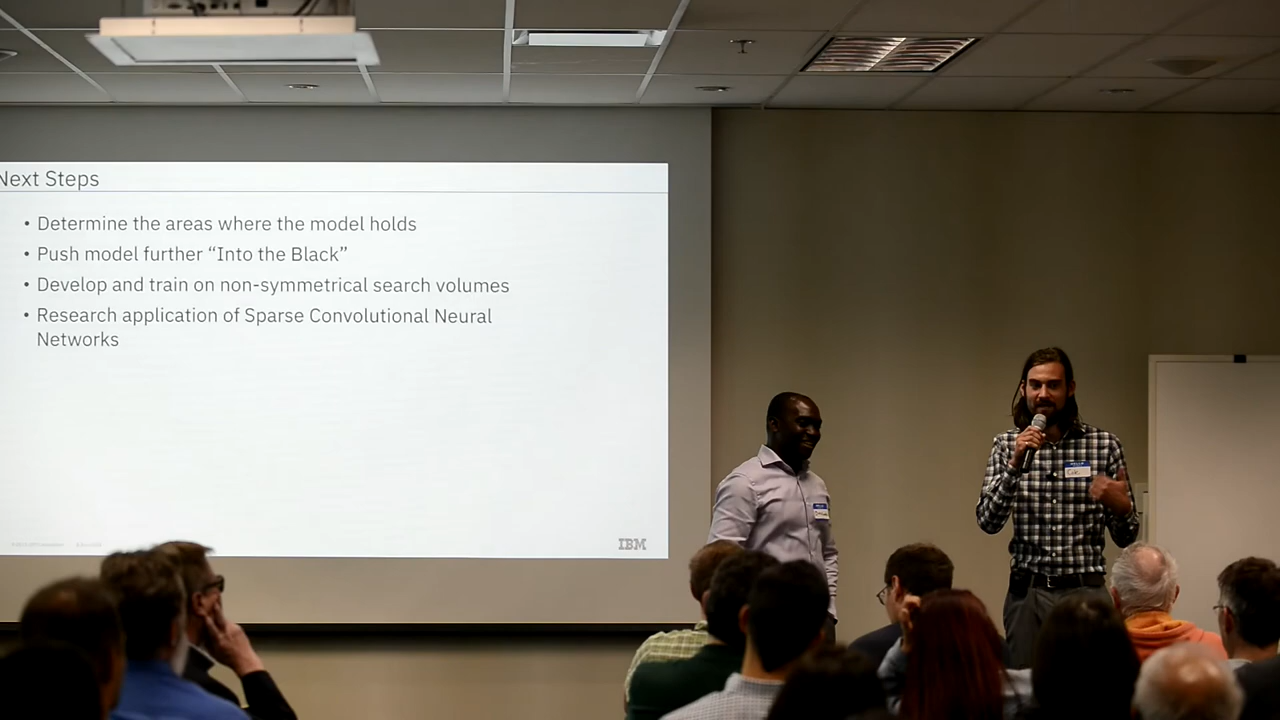 Next Steps
• Determine the areas where the model holds
• Push model further “Into the Black”
• Develop and train on non-symmetrical search volumes
• Research application of Sparse Convolutional Neural
Networks
IBM
HELLO